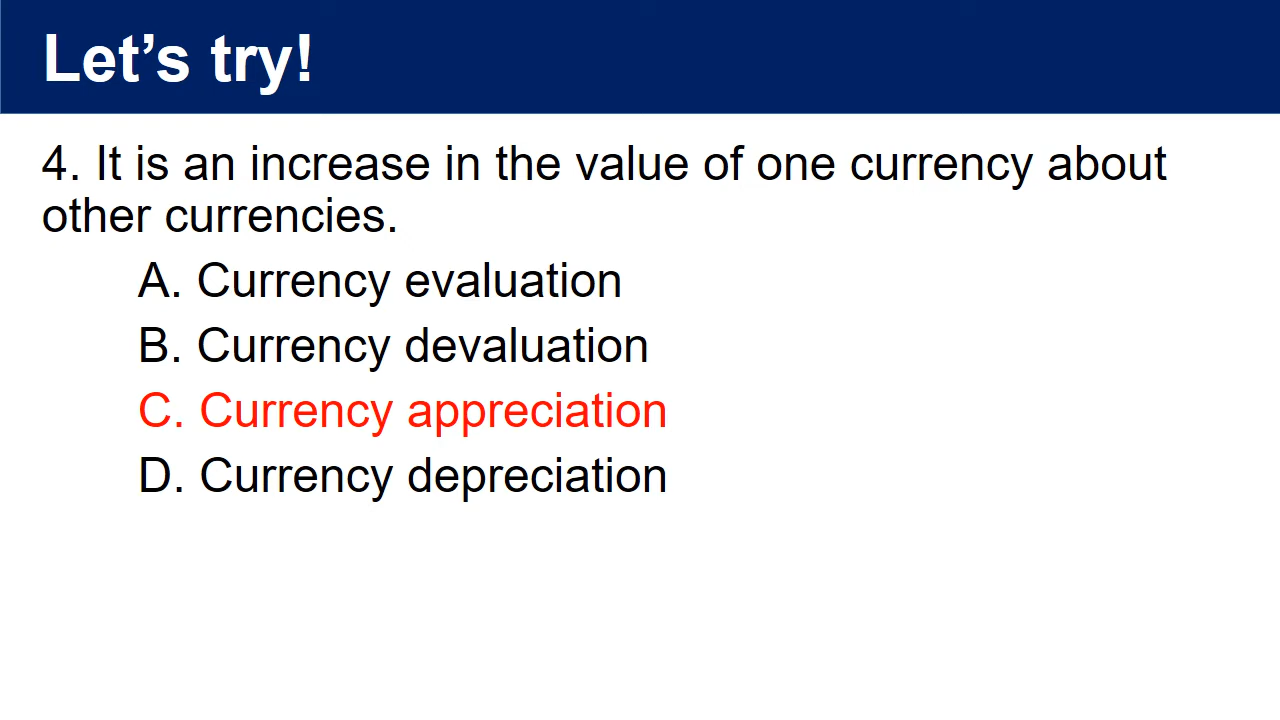 Let’s try!
4. It is an increase in the value of one currency about
other currencies.
A. Currency evaluation
B. Currency devaluation
C. Currency appreciation
D. Currency depreciation